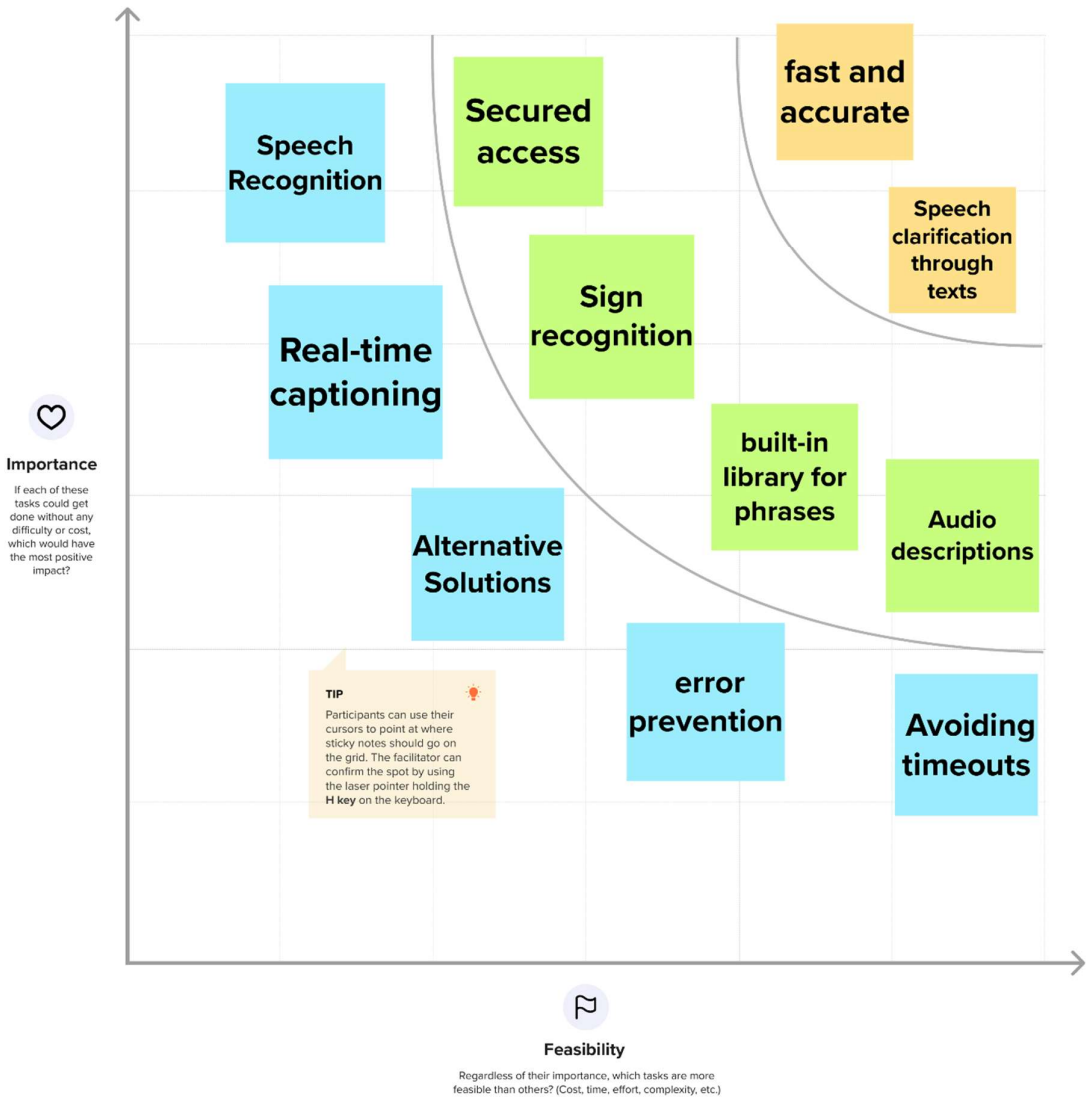 fast and
accurate
Secured
access
Speech
Recognition
Speech
clarification
through
texts
Sign
recognition
Real-time
captioning
built-in
library for
phrases
Audio
descriptions
Importance
If each of these
tasks could get
done without any
difficulty or cost,
which would have
the most positive
impact?
Alternative
Solutions
error
prevention
Avoiding
timeouts
TIP
Participants can use their
cursors to point at where
sticky notes should go on
the grid. The facilitator can
confirm the spot by using
the laser pointer holding the
H key on the keyboard.
Feasibility
Regardless of their importance, which tasks are more
feasible than others? (Cost, time, effort, complexity, etc.)